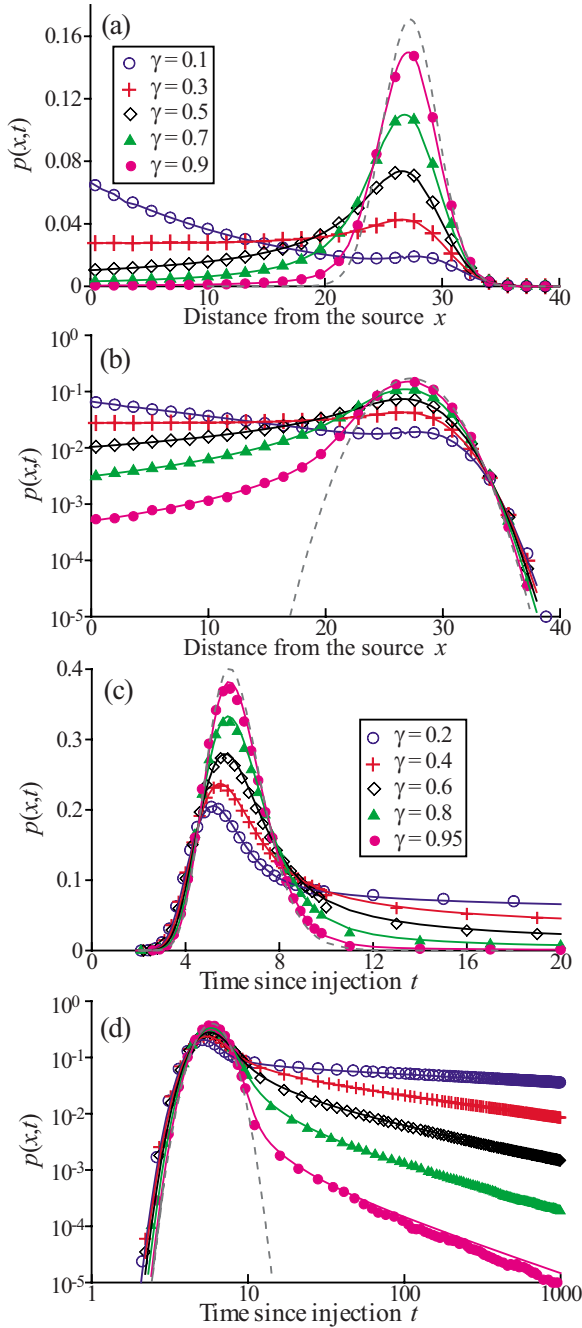 (a)
0.16
0.12
0.08
0.04
0
p(x,t)
γ = 0.1
γ = 0.3
γ = 0.5
γ = 0.7
γ = 0.9
0 10 20 30 40
Distance from the source x
(b)
10⁰
10⁻¹
10⁻²
10⁻³
10⁻⁴
10⁻⁵
p(x,t)
0 10 20 30 40
Distance from the source x
(c)
0.4
0.3
0.2
0.1
0
p(x,t)
γ = 0.2
γ = 0.4
γ = 0.6
γ = 0.8
γ = 0.95
0 4 8 12 16 20
Time since injection t
(d)
10⁰
10⁻¹
10⁻²
10⁻³
10⁻⁴
10⁻⁵
p(x,t)
1 10 100 1000
Time since injection t